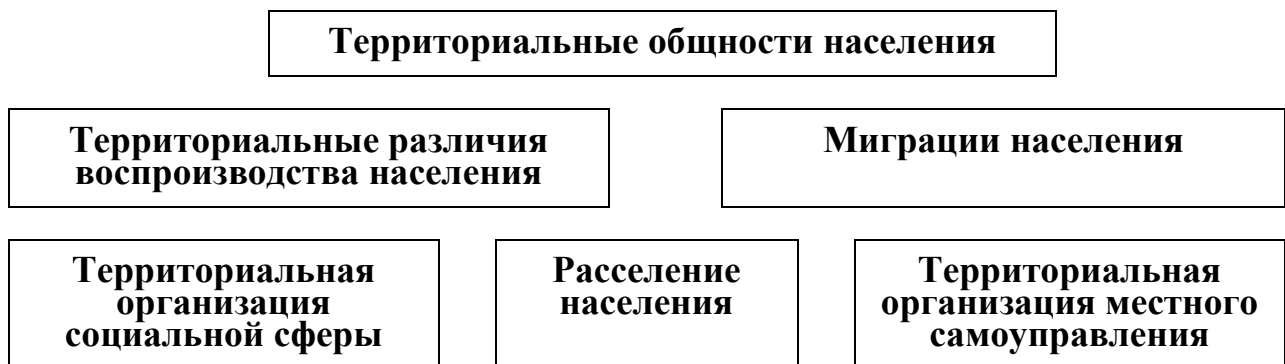 Территориальные общности населения
Территориальные различия
воспроизводства населения
Миграции населения
Территориальная
организация
социальной сферы
Расселение
населения
Территориальная
организация местного
самоуправления